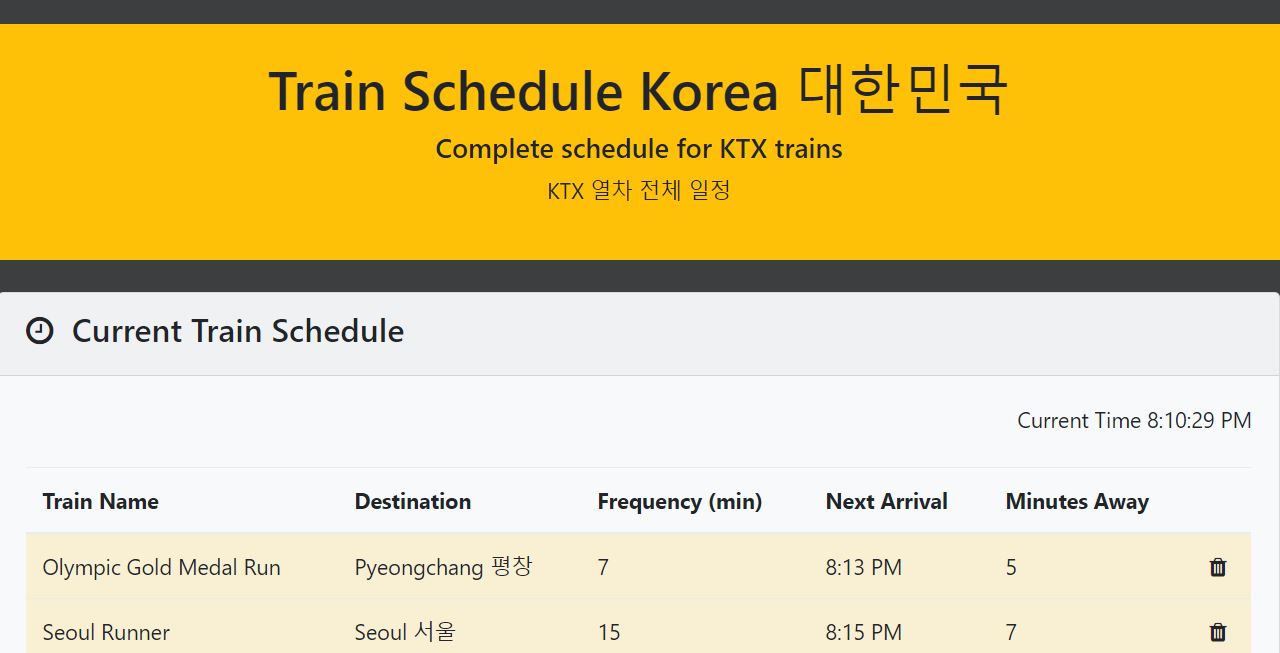 Train Schedule Korea 대한민국
Complete schedule for KTX trains
KTX 열차 전체 일정
Current Train Schedule
Current Time 8:10:29 PM
Train Name Destination Frequency (min) Next Arrival Minutes Away
Olympic Gold Medal Run Pyeongchang 평창 7 8:13 PM 5
Seoul Runner Seoul 서울 15 8:15 PM 7